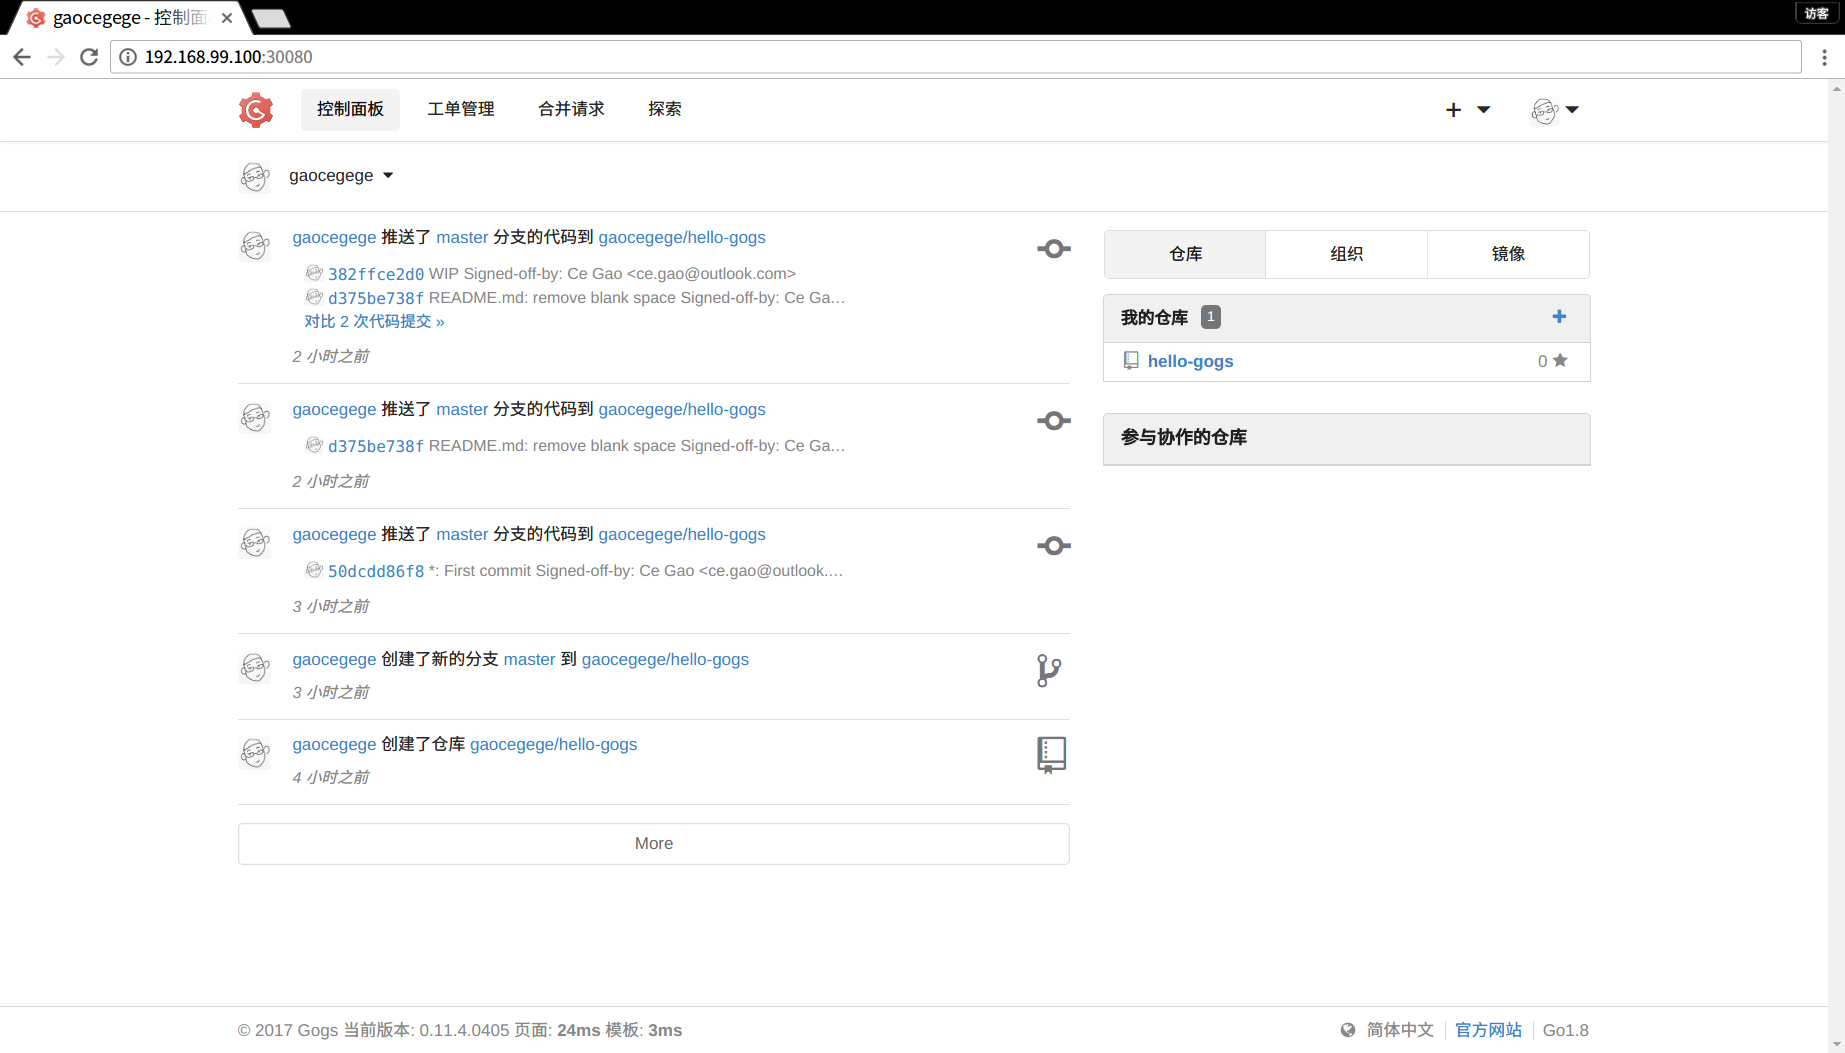 gaocegege - 控制面
访客
192.168.99.100:30080
控制面板 工单管理 合并请求 探索
gaocegege
gaocegege 推送了 master 分支的代码到 gaocegege/hello-gogs
382ffce2d0 WIP Signed-off-by: Ce Gao <ce.gao@outlook.com>
d375be738f README.md: remove blank space Signed-off-by: Ce Ga…
对比 2 次代码提交 »
2 小时之前
gaocegege 推送了 master 分支的代码到 gaocegege/hello-gogs
d375be738f README.md: remove blank space Signed-off-by: Ce Ga…
2 小时之前
gaocegege 推送了 master 分支的代码到 gaocegege/hello-gogs
50dcdd86f8 *: First commit Signed-off-by: Ce Gao <ce.gao@outlook.…
3 小时之前
gaocegege 创建了新的分支 master 到 gaocegege/hello-gogs
3 小时之前
gaocegege 创建了仓库 gaocegege/hello-gogs
4 小时之前
More
仓库 组织 镜像
我的仓库 1
hello-gogs 0
参与协作的仓库
© 2017 Gogs 当前版本: 0.11.4.0405 页面: 24ms 模板: 3ms
简体中文 官方网站 Go1.8